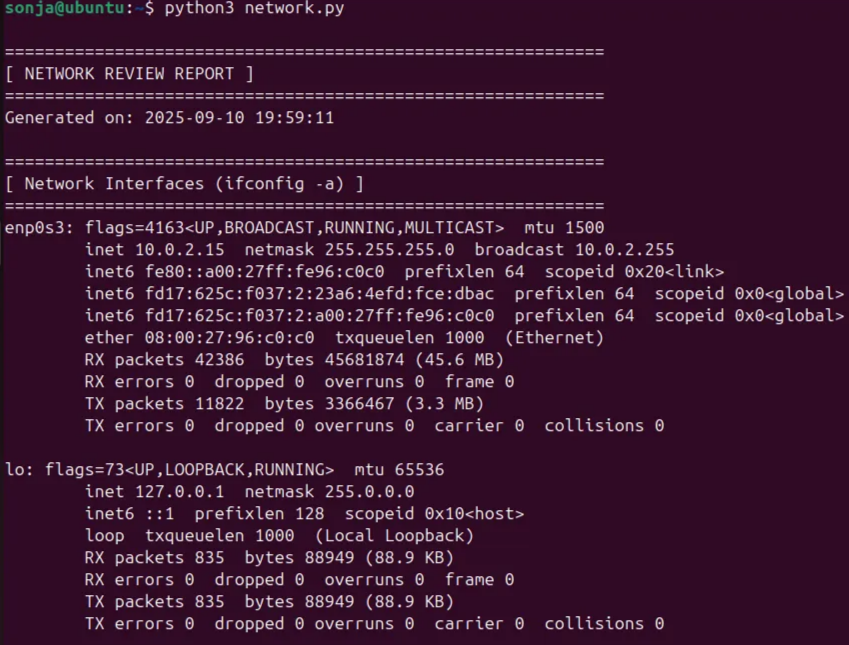 sonja@ubuntu:~$ python3 network.py
============================================================
[ NETWORK REVIEW REPORT ]
============================================================
Generated on: 2025-09-10 19:59:11
============================================================
[ Network Interfaces (ifconfig -a) ]
============================================================
enp0s3: flags=4163<UP,BROADCAST,RUNNING,MULTICAST>  mtu 1500
        inet 10.0.2.15  netmask 255.255.255.0  broadcast 10.0.2.255
        inet6 fe80::a00:27ff:fe96:c0c0  prefixlen 64  scopeid 0x20<link>
        inet6 fd17:625c:f037:2:23a6:4efd:fce:dbac  prefixlen 64  scopeid 0x0<global>
        inet6 fd17:625c:f037:2:a00:27ff:fe96:c0c0  prefixlen 64  scopeid 0x0<global>
        ether 08:00:27:96:c0:c0  txqueuelen 1000  (Ethernet)
        RX packets 42386  bytes 45681874 (45.6 MB)
        RX errors 0  dropped 0  overruns 0  frame 0
        TX packets 11822  bytes 3366467 (3.3 MB)
        TX errors 0  dropped 0 overruns 0  carrier 0  collisions 0
lo: flags=73<UP,LOOPBACK,RUNNING>  mtu 65536
        inet 127.0.0.1  netmask 255.0.0.0
        inet6 ::1  prefixlen 128  scopeid 0x10<host>
        loop  txqueuelen 1000  (Local Loopback)
        RX packets 835  bytes 88949 (88.9 KB)
        RX errors 0  dropped 0  overruns 0  frame 0
        TX packets 835  bytes 88949 (88.9 KB)
        TX errors 0  dropped 0 overruns 0  carrier 0  collisions 0